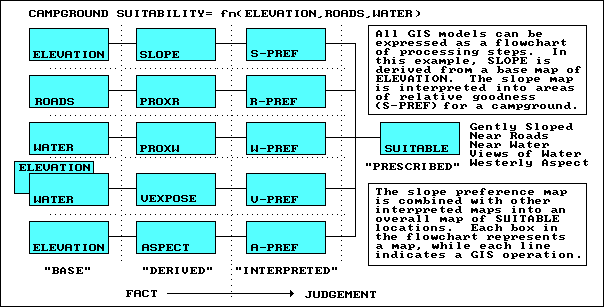 CAMPGROUND SUITABILITY= fn(ELEVATION,ROADS,WATER)
ELEVATION
SLOPE
S-PREF
ROADS
PROXR
R-PREF
WATER
PROXW
W-PREF
SUITABLE
ELEVATION
WATER
VEXPOSE
V-PREF
ELEVATION
ASPECT
A-PREF
"BASE"
"DERIVED"
"INTERPRETED"
"PRESCRIBED"
FACT
JUDGEMENT
All GIS models can be
expressed as a flowchart
of processing steps. In
this example, SLOPE is
derived from a base map of
ELEVATION. The slope map
is interpreted into areas
of relative goodness
(S-PREF) for a campground.
Gently Sloped
Near Roads
Near Water
Views of Water
Westerly Aspect
The slope preference map
is combined with other
interpreted maps into an
overall map of SUITABLE
locations. Each box in
the flowchart represents
a map, while each line
indicates a GIS operation.